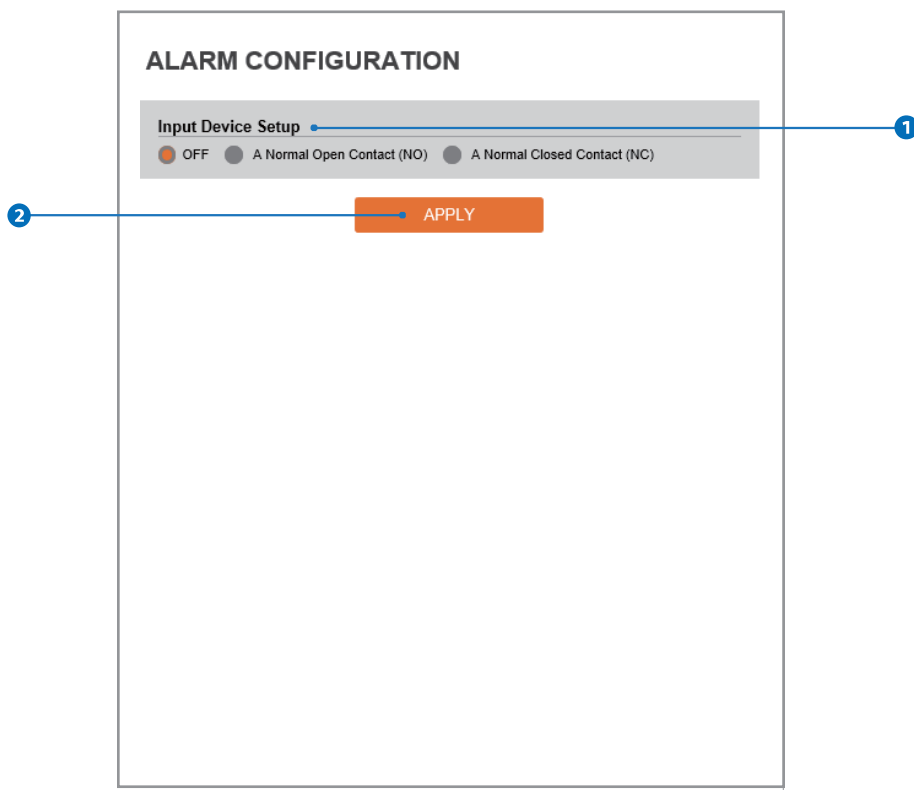 ALARM CONFIGURATION
Input Device Setup
1
OFF A Normal Open Contact (NO) A Normal Closed Contact (NC)
2
APPLY